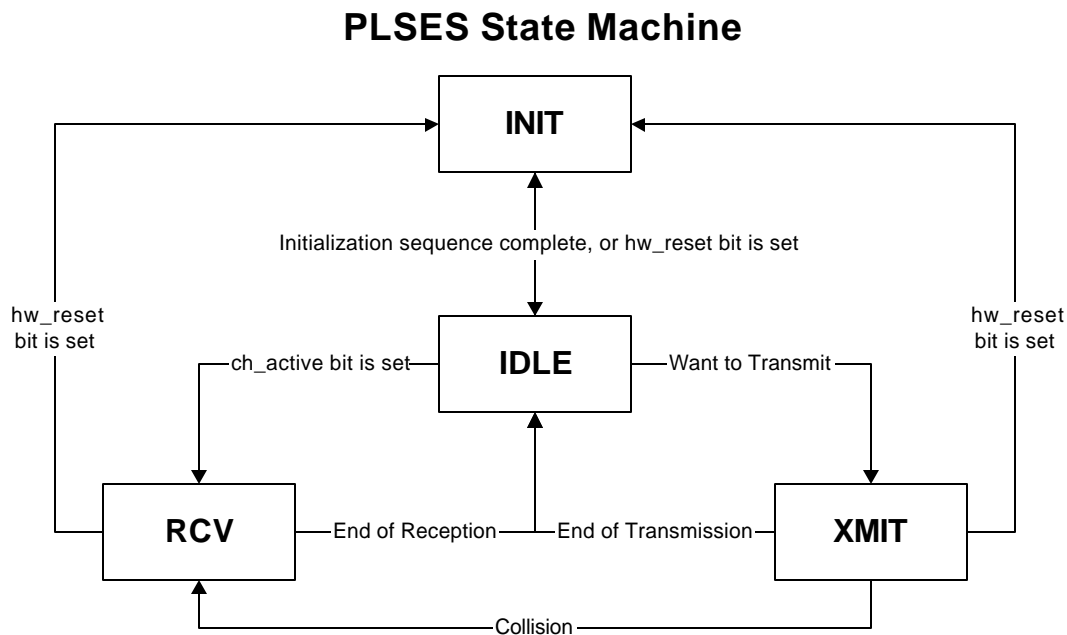 PLSES State Machine
INIT
Initialization sequence complete, or hw_reset bit is set
hw_reset
bit is set
hw_reset
bit is set
ch_active bit is set
IDLE
Want to Transmit
RCV
End of Reception
End of Transmission
XMIT
Collision